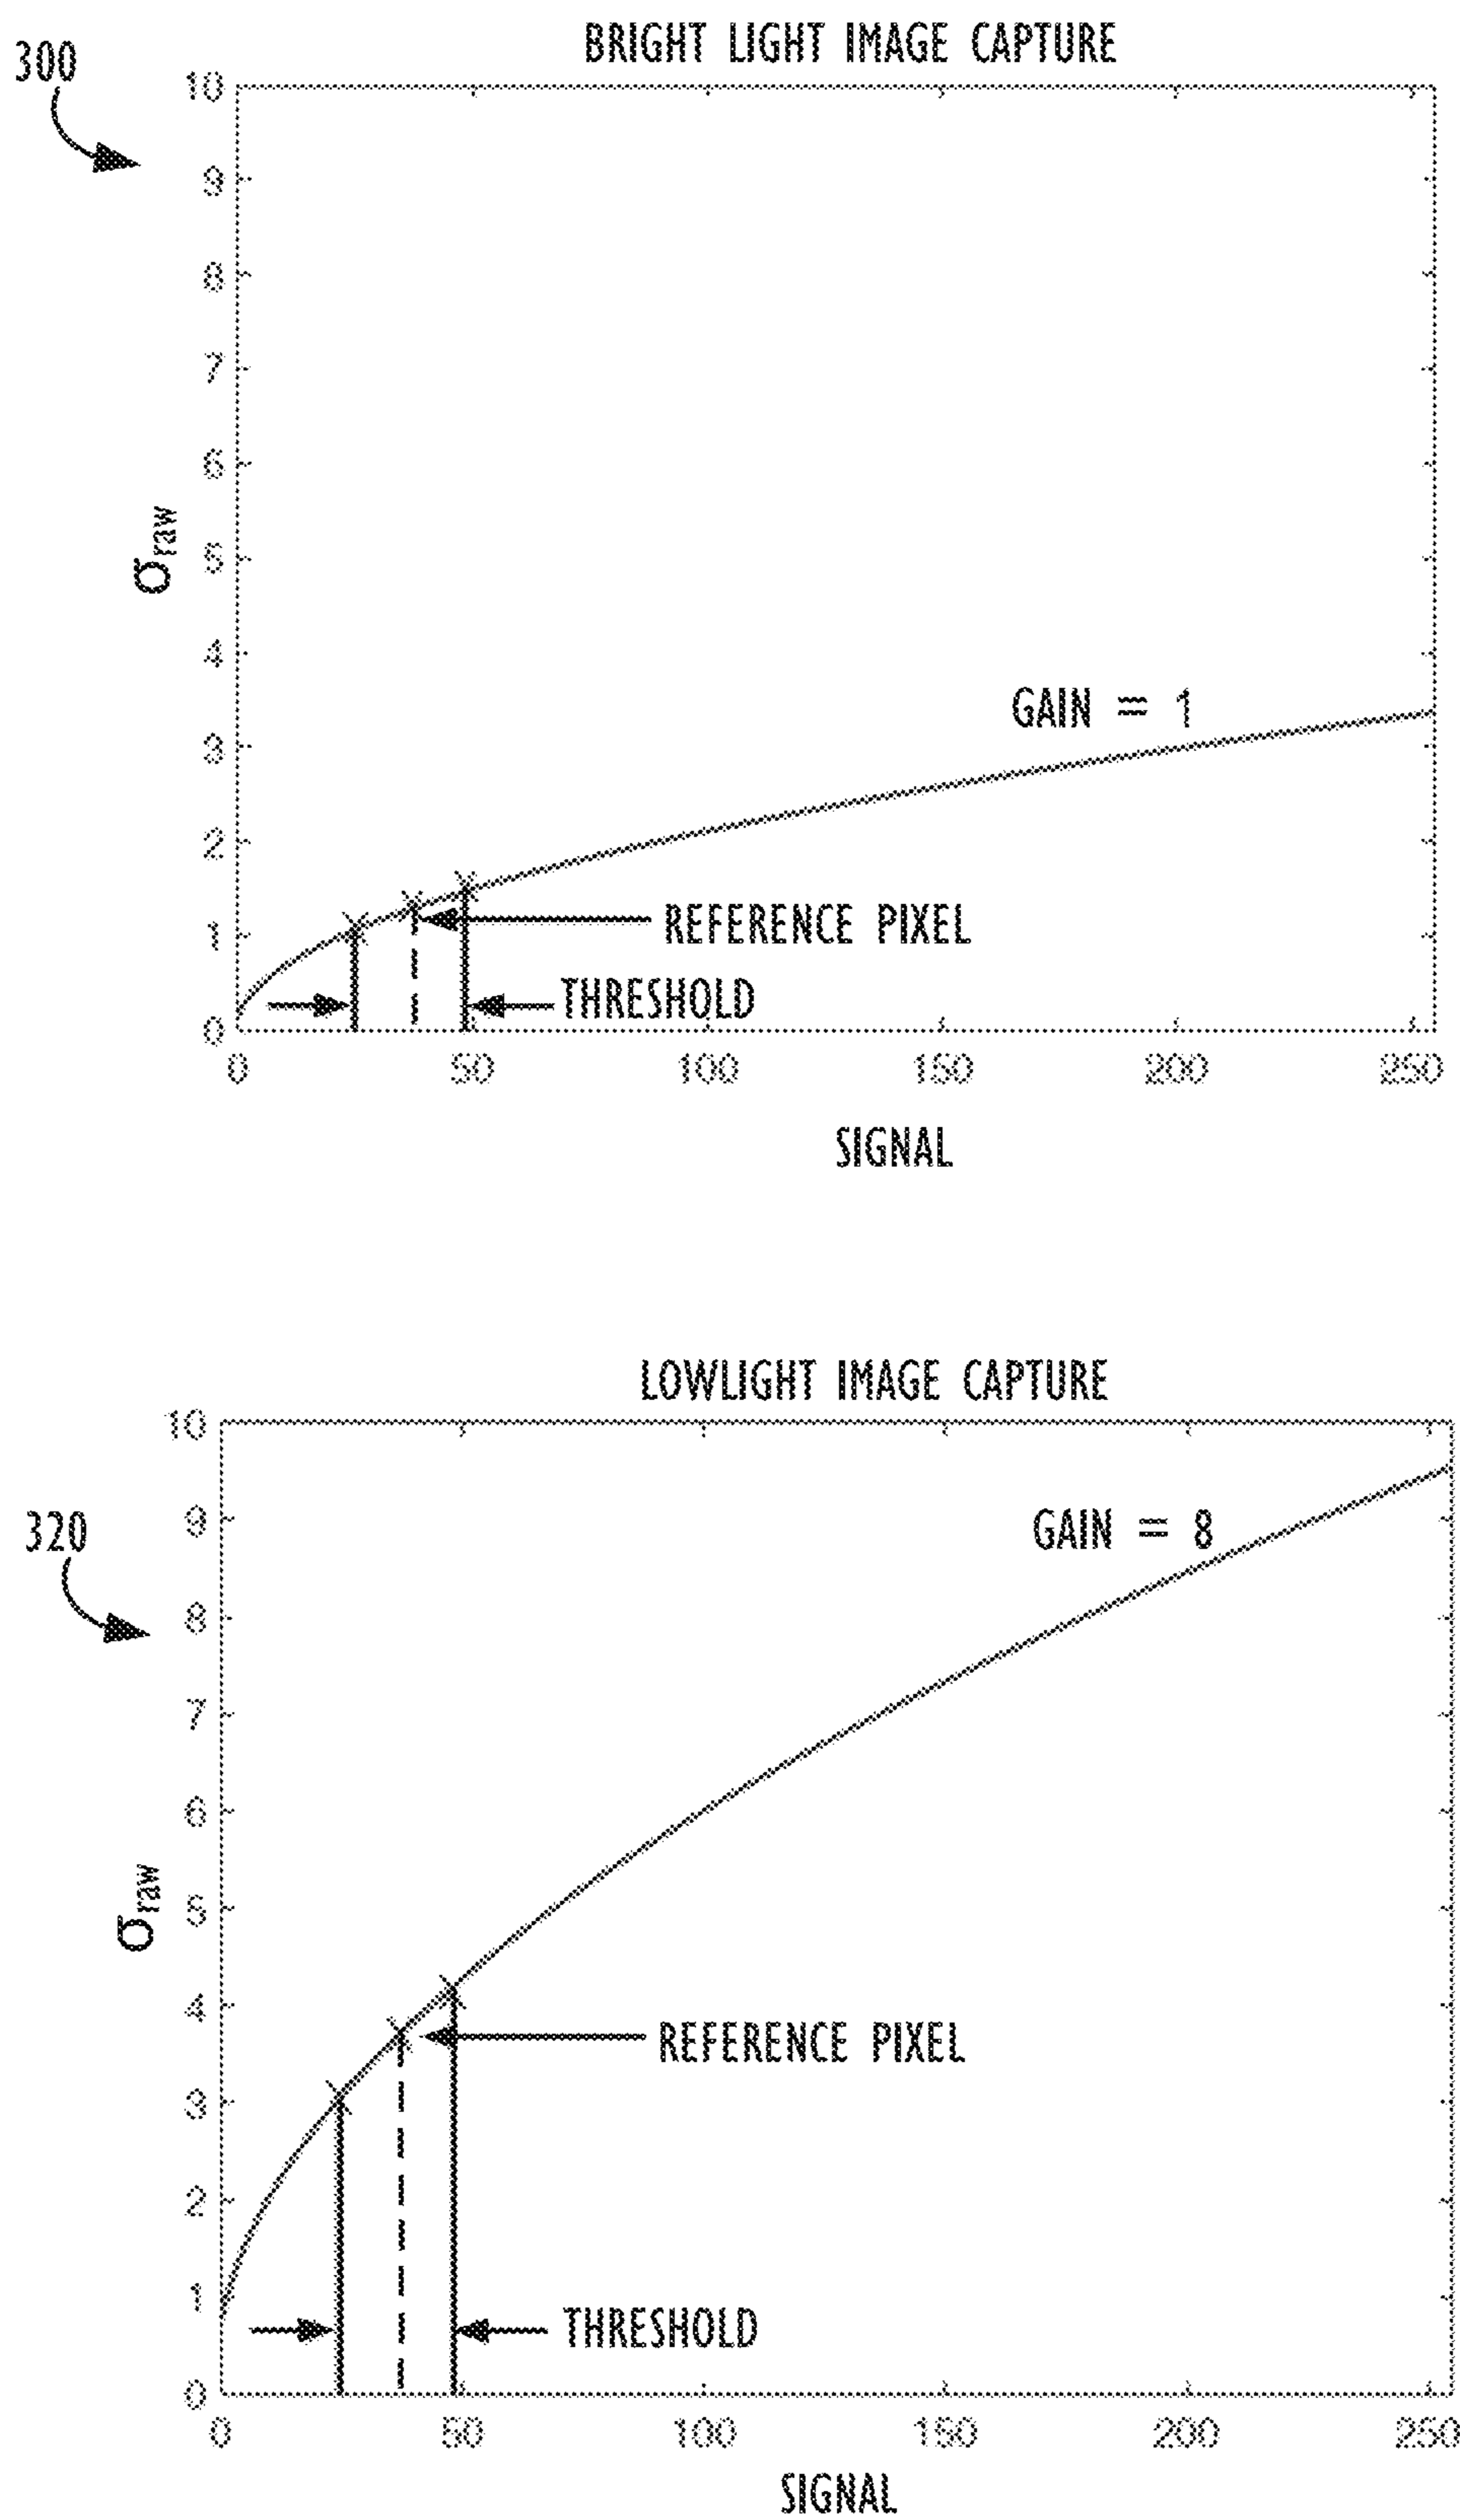 BRIGHT LIGHT IMAGE CAPTURE
300
10
9
8
7
6
5
4
3
2
1
0
σraw
GAIN = 1
REFERENCE PIXEL
THRESHOLD
0 50 100 150 200 250
SIGNAL
LOWLIGHT IMAGE CAPTURE
320
10
9
8
7
6
5
4
3
2
1
0
σraw
GAIN = 8
REFERENCE PIXEL
THRESHOLD
0 50 100 150 200 250
SIGNAL